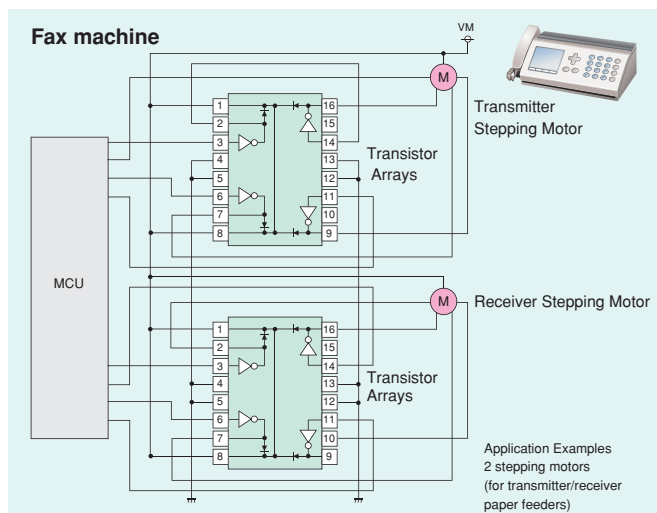 Fax machine
VM
M
Transmitter
Stepping Motor
1 16
2 15
3 14
4 13
5 12
6 11
7 10
8 9
Transistor
Arrays
MCU
M
Receiver Stepping Motor
1 16
2 15
3 14
4 13
5 12
6 11
7 10
8 9
Transistor
Arrays
Application Examples
2 stepping motors
(for transmitter/receiver
paper feeders)